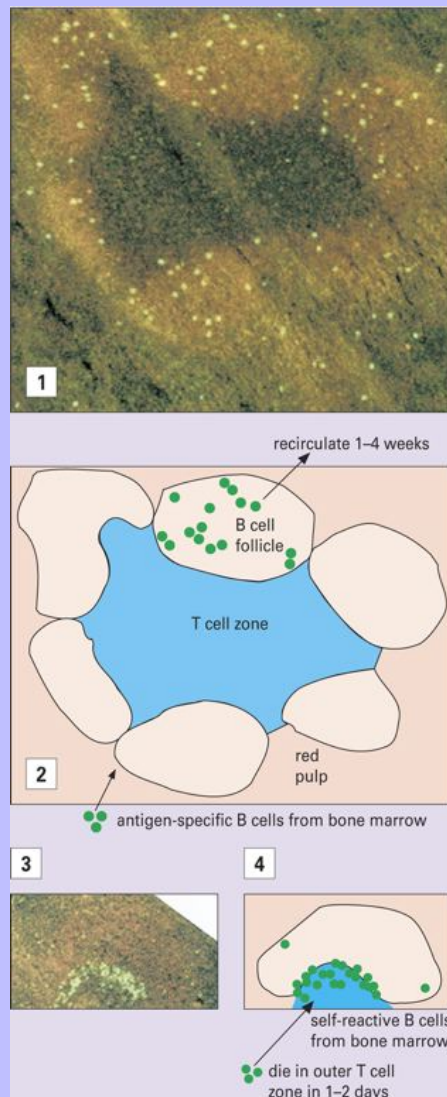 1
recirculate 1–4 weeks
B cell
follicle
T cell zone
2
red
pulp
antigen-specific B cells from bone marrow
3
4
self-reactive B cells
from bone marrow
die in outer T cell
zone in 1–2 days